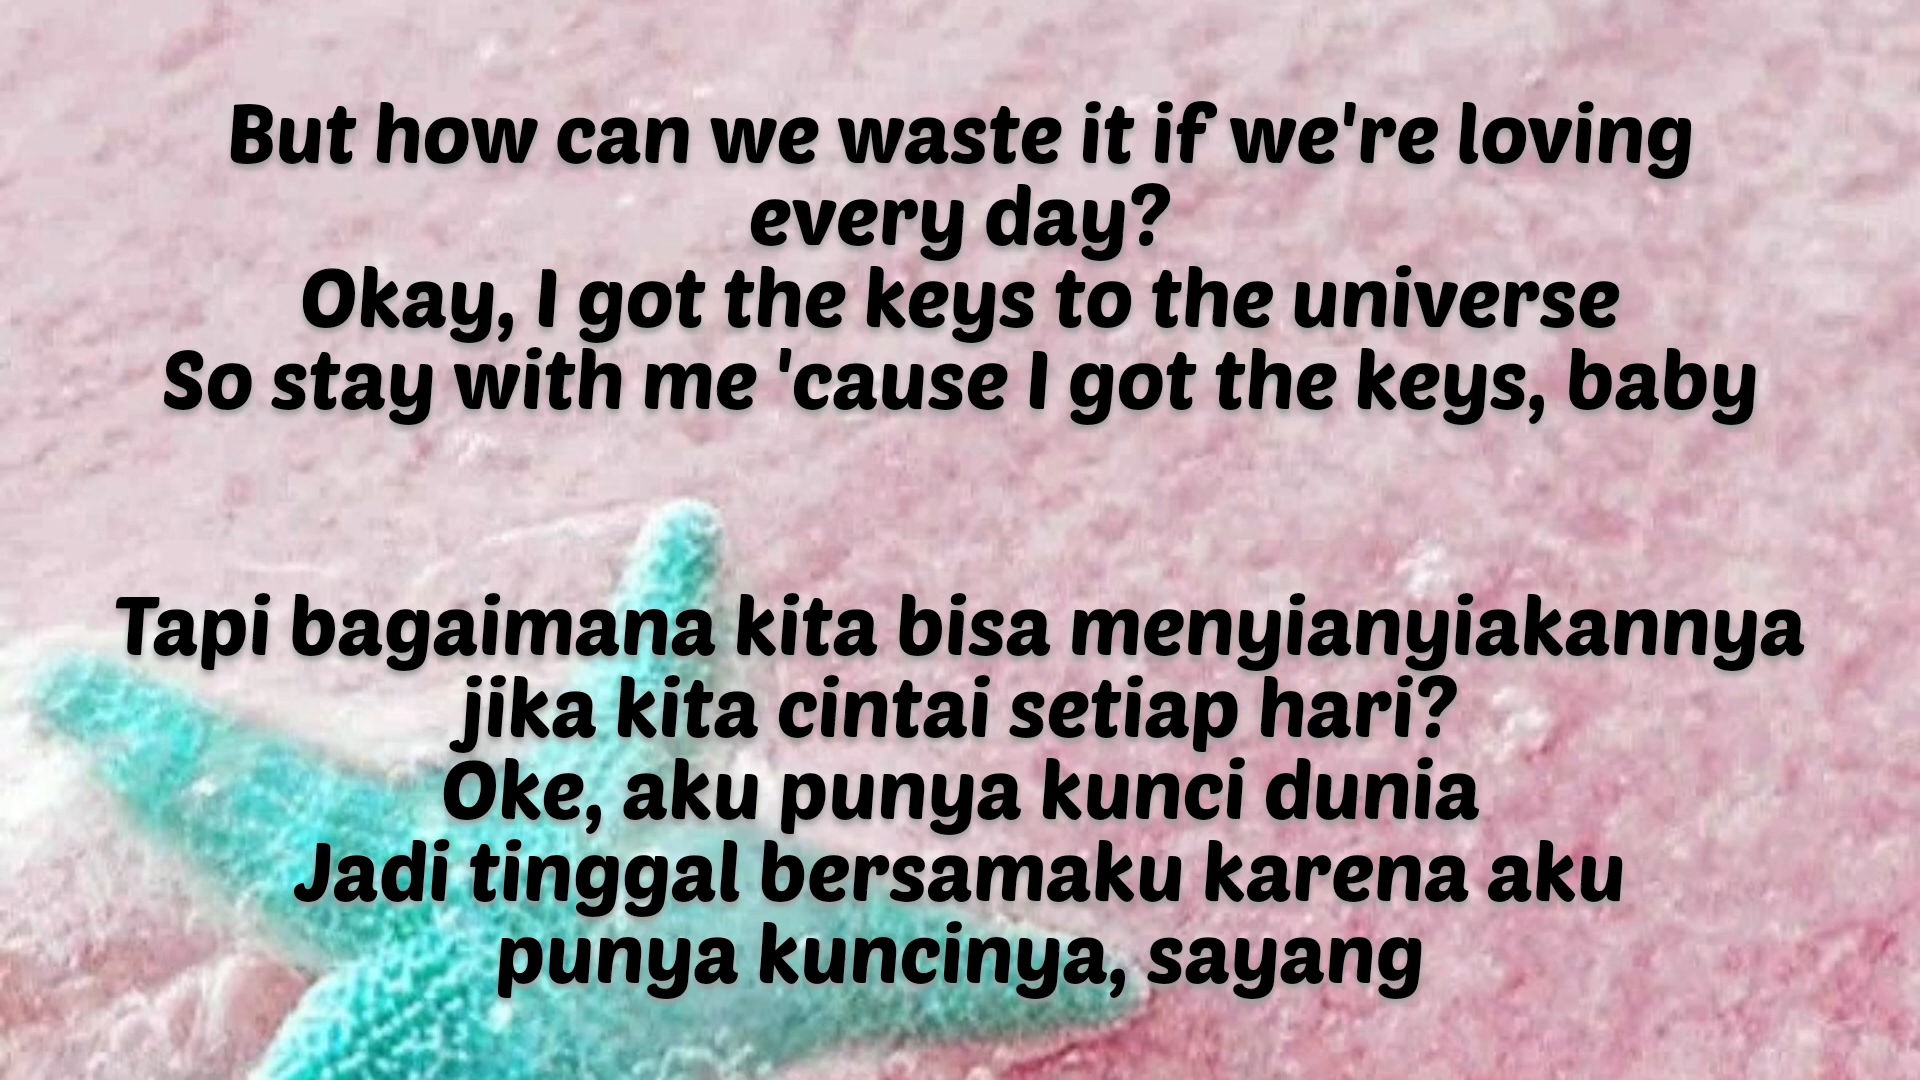 But how can we waste it if we're loving
every day?
Okay, I got the keys to the universe
So stay with me 'cause I got the keys, baby
Tapi bagaimana kita bisa menyianyiakannya
jika kita cintai setiap hari?
Oke, aku punya kunci dunia
Jadi tinggal bersamaku karena aku
punya kuncinya, sayang